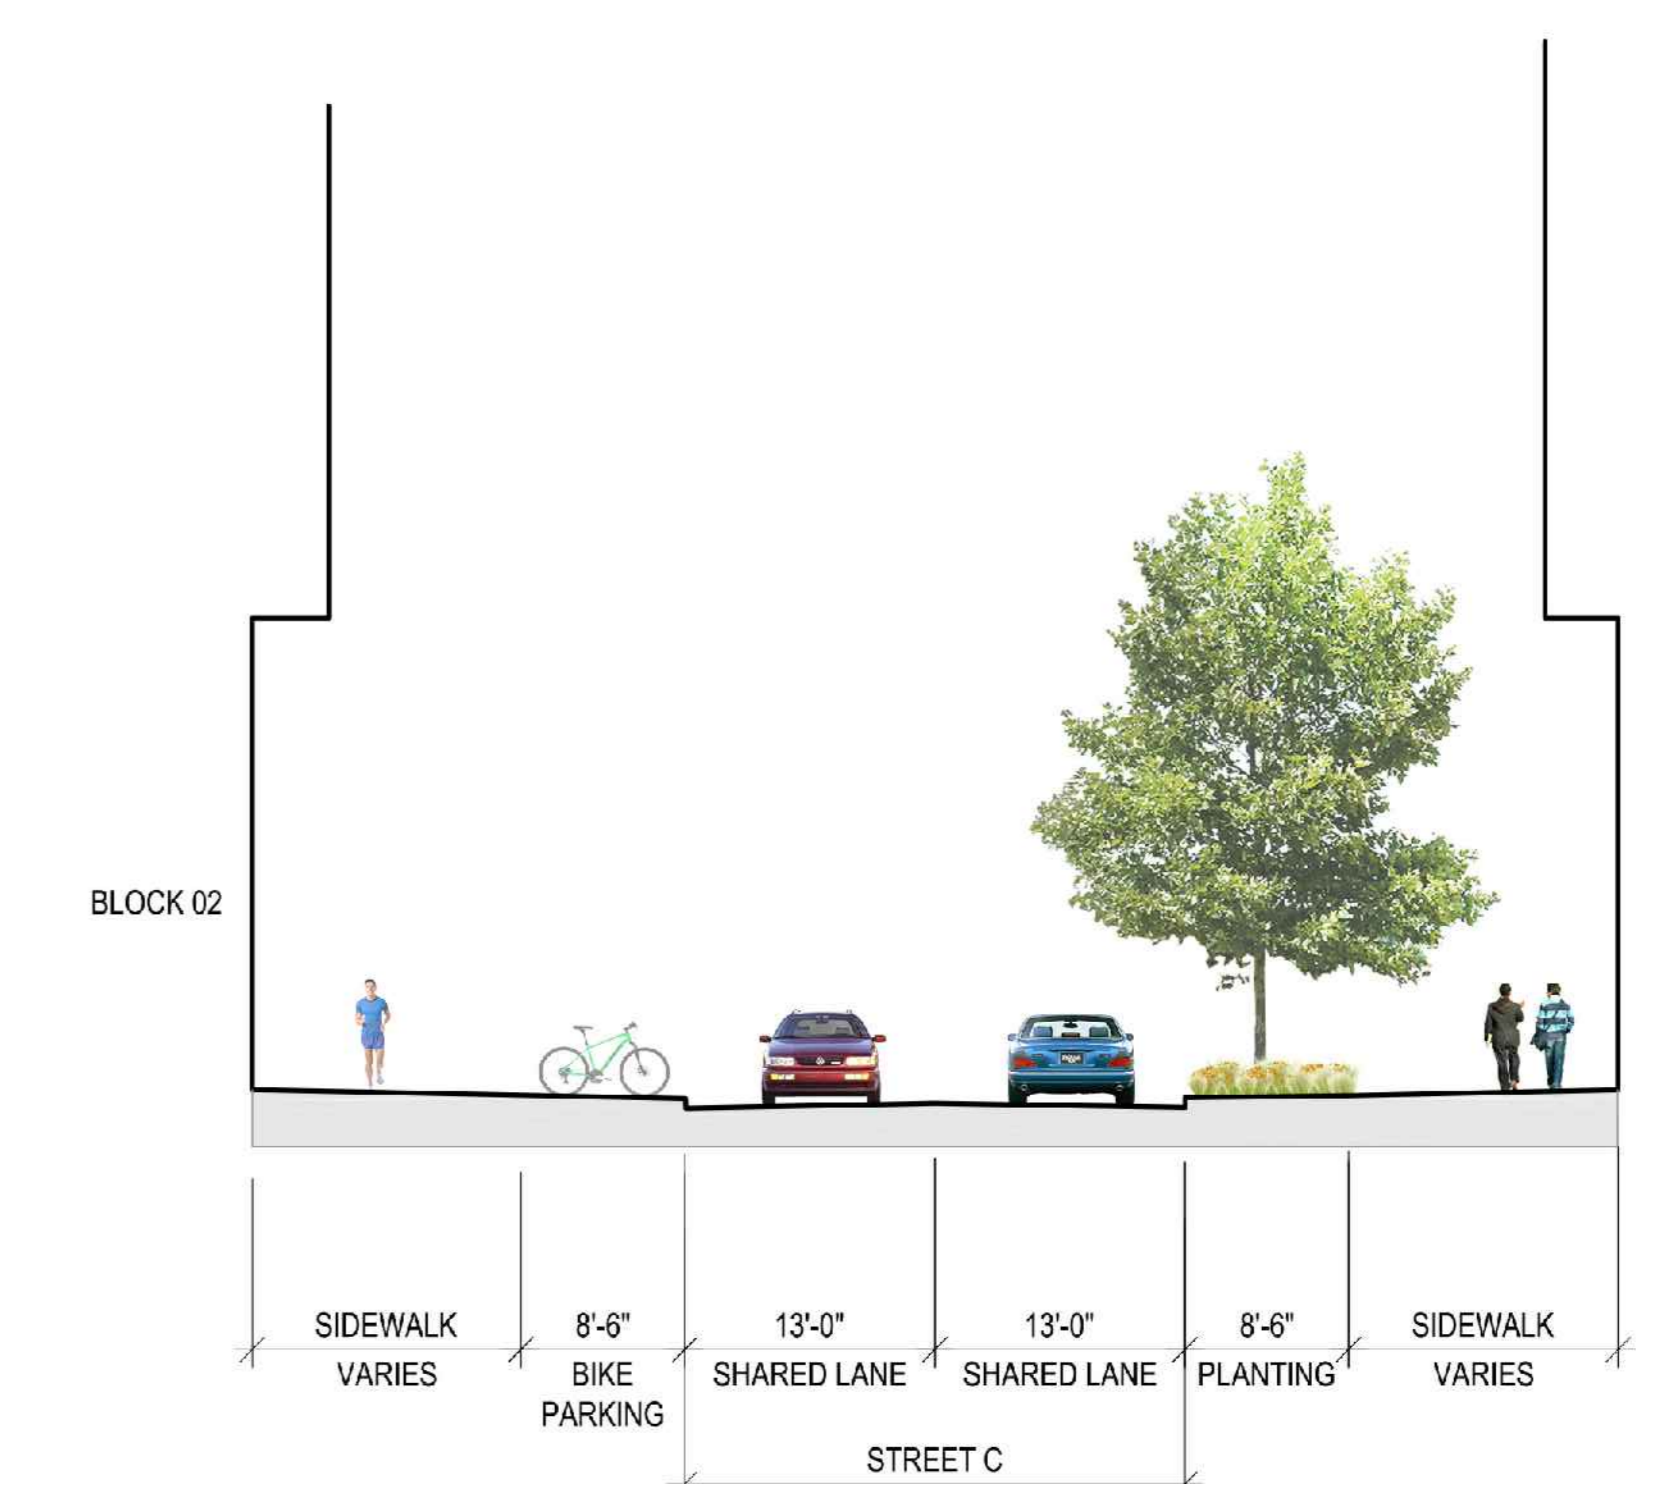 BLOCK 02
SIDEWALK
VARIES
8'-6"
BIKE
PARKING
13'-0"
SHARED LANE
13'-0"
SHARED LANE
8'-6"
PLANTING
SIDEWALK
VARIES
STREET C